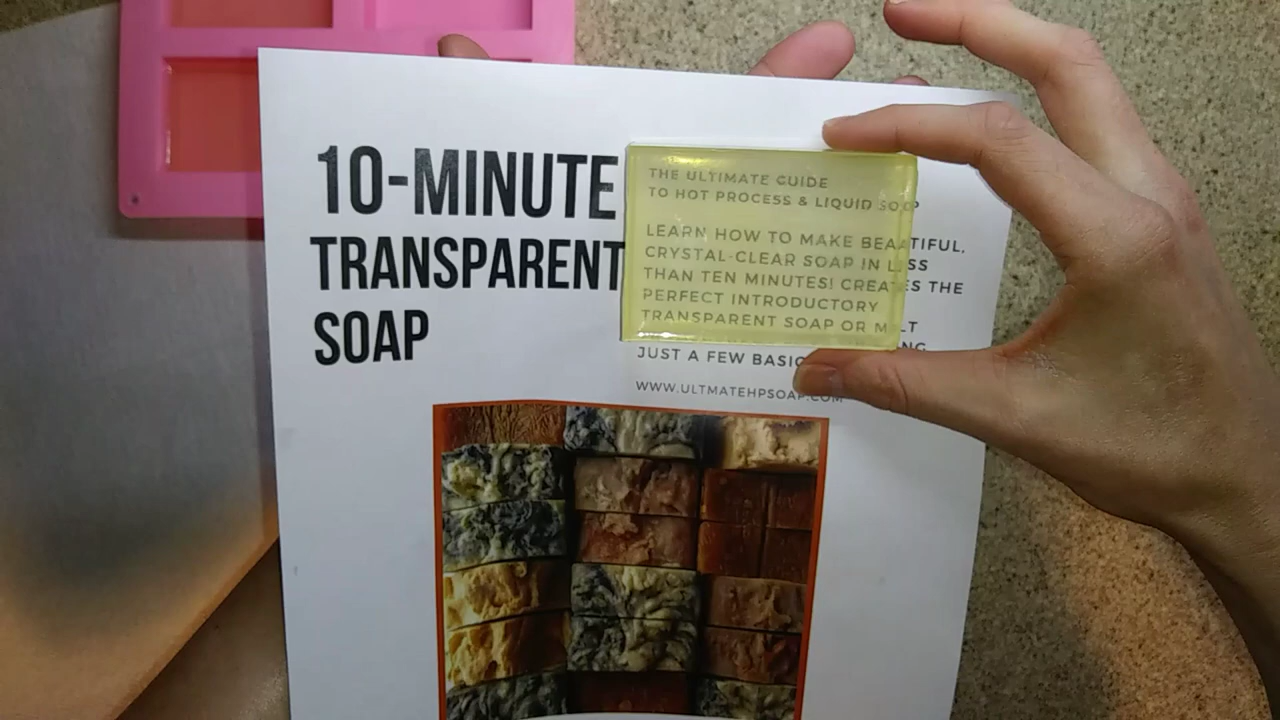 10-MINUTE
TRANSPARENT
SOAP
THE ULTIMATE GUIDE
TO HOT PROCESS & LIQUID SOAP
LEARN HOW TO MAKE BEAUTIFUL,
CRYSTAL-CLEAR SOAP IN LESS
THAN TEN MINUTES! CREATES THE
PERFECT INTRODUCTORY
TRANSPARENT SOAP OR MELT
JUST A FEW BASIC
WWW.ULTMATEHPSOAP.COM